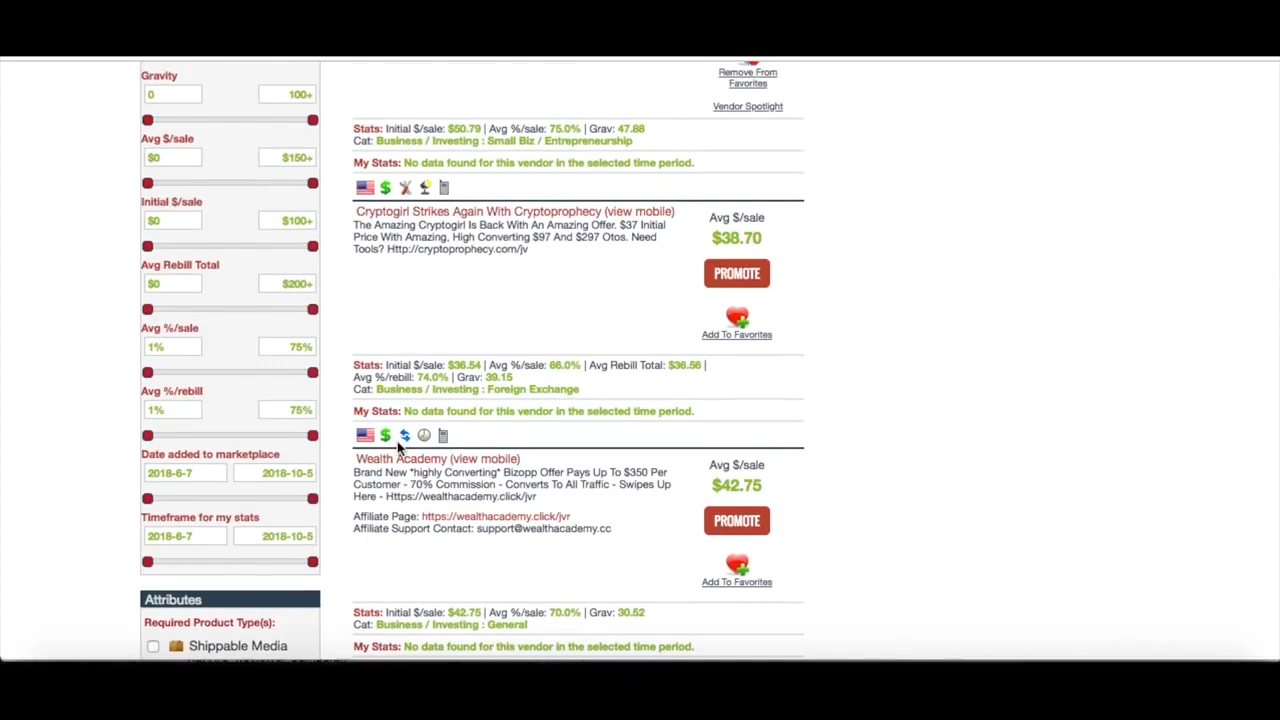 Gravity
0 100+
Avg $/sale
$0 $150+
Initial $/sale
$0 $100+
Avg Rebill Total
$0 $200+
Avg %/sale
1% 75%
Avg %/rebill
1% 75%
Date added to marketplace
2018-6-7 2018-10-5
Timeframe for my stats
2018-6-7 2018-10-5
Attributes
Required Product Type(s):
Shippable Media
Remove From
Favorites
Vendor Spotlight
Stats: Initial $/sale: $50.79 | Avg %/sale: 75.0% | Grav: 47.88
Cat: Business / Investing : Small Biz / Entrepreneurship
My Stats: No data found for this vendor in the selected time period.
Cryptogirl Strikes Again With Cryptoprophecy (view mobile)
The Amazing Cryptogirl Is Back With An Amazing Offer. $37 Initial
Price With Amazing, High Converting $97 And $297 Otos. Need
Tools? Http://cryptoprophecy.com/jv
Avg $/sale
$38.70
PROMOTE
Add To Favorites
Stats: Initial $/sale: $36.54 | Avg %/sale: 66.0% | Avg Rebill Total: $36.56 |
Avg %/rebill: 74.0% | Grav: 39.15
Cat: Business / Investing : Foreign Exchange
My Stats: No data found for this vendor in the selected time period.
Wealth Academy (view mobile)
Brand New *highly Converting* Bizopp Offer Pays Up To $350 Per
Customer - 70% Commission - Converts To All Traffic - Swipes Up
Here - Https://wealthacademy.click/jvr
Affiliate Page: https://wealthacademy.click/jvr
Affiliate Support Contact: support@wealthacademy.cc
Avg $/sale
$42.75
PROMOTE
Add To Favorites
Stats: Initial $/sale: $42.75 | Avg %/sale: 70.0% | Grav: 30.52
Cat: Business / Investing : General
My Stats: No data found for this vendor in the selected time period.